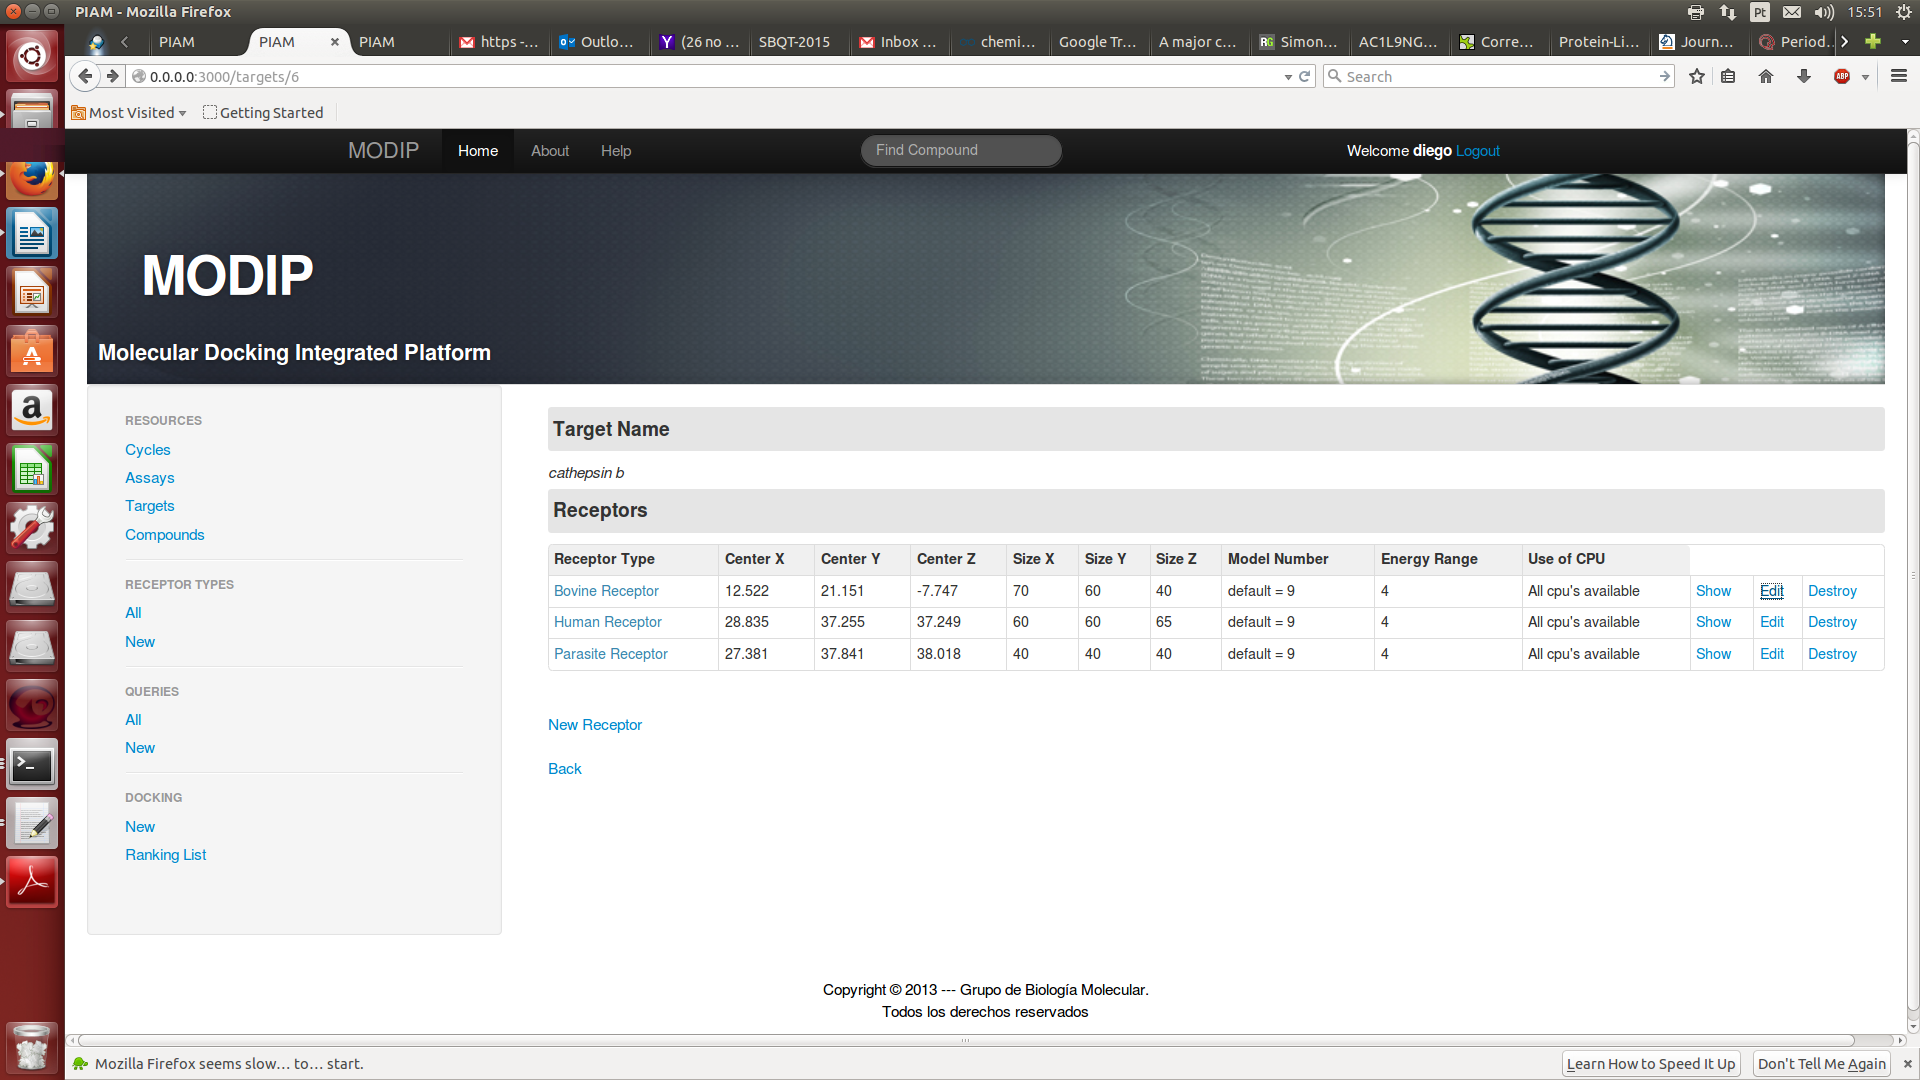 PIAM - Mozilla Firefox
Pt
15:51
PIAM
PIAM
PIAM
https -...
Outlo...
(26 no ...
SBQT-2015
Inbox ...
chemi...
Google Tr...
A major c...
Simon...
AC1L9NG...
Corre...
Protein-Li...
Journ...
Period...
0.0.0.0:3000/targets/6
Search
ABP
Most Visited
Getting Started
MODIP
Home
About
Help
Find Compound
Welcome diego Logout
MODIP
Molecular Docking Integrated Platform
RESOURCES
Cycles
Assays
Targets
Compounds
RECEPTOR TYPES
All
New
QUERIES
All
New
DOCKING
New
Ranking List
Target Name
cathepsin b
Receptors
Receptor Type Center X Center Y Center Z Size X Size Y Size Z Model Number Energy Range Use of CPU
Bovine Receptor 12.522 21.151 -7.747 70 60 40 default = 9 4 All cpu's available Show Edit Destroy
Human Receptor 28.835 37.255 37.249 60 60 65 default = 9 4 All cpu's available Show Edit Destroy
Parasite Receptor 27.381 37.841 38.018 40 40 40 default = 9 4 All cpu's available Show Edit Destroy
New Receptor
Back
Copyright © 2013 --- Grupo de Biología Molecular.
Todos los derechos reservados
Mozilla Firefox seems slow... to... start.
Learn How to Speed It Up
Don't Tell Me Again